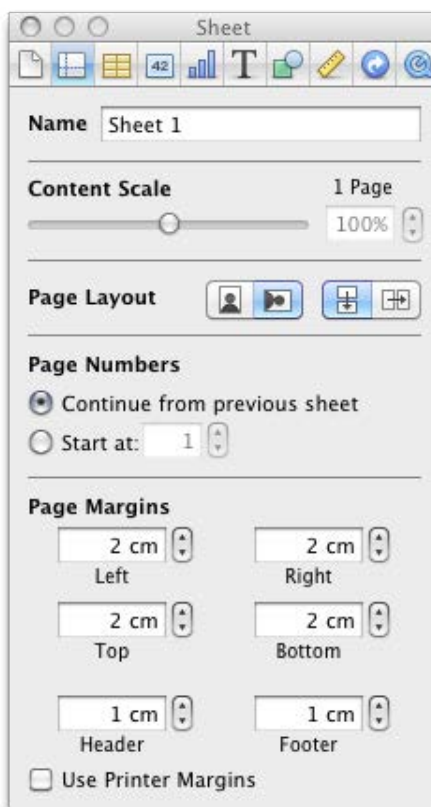 Sheet
42
T
Name Sheet 1
Content Scale 1 Page
100%
Page Layout
Page Numbers
Continue from previous sheet
Start at: 1
Page Margins
2 cm 2 cm
Left Right
2 cm 2 cm
Top Bottom
1 cm 1 cm
Header Footer
Use Printer Margins